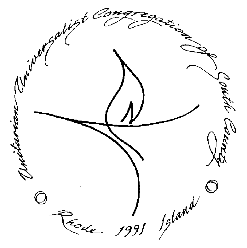 Unitarian Universalist Congregation of South County
Rhode 1991 Island